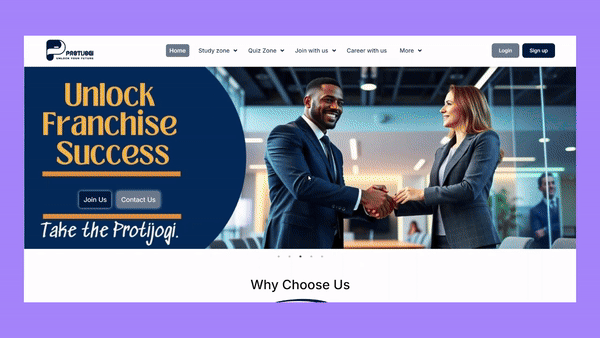 PROTIJOGI
UNLOCK YOUR FUTURE
Home
Study zone
Quiz Zone
Join with us
Career with us
More
Login
Sign up
Unlock
Franchise
Success
Join Us
Contact Us
Take the Protijogi.
Why Choose Us